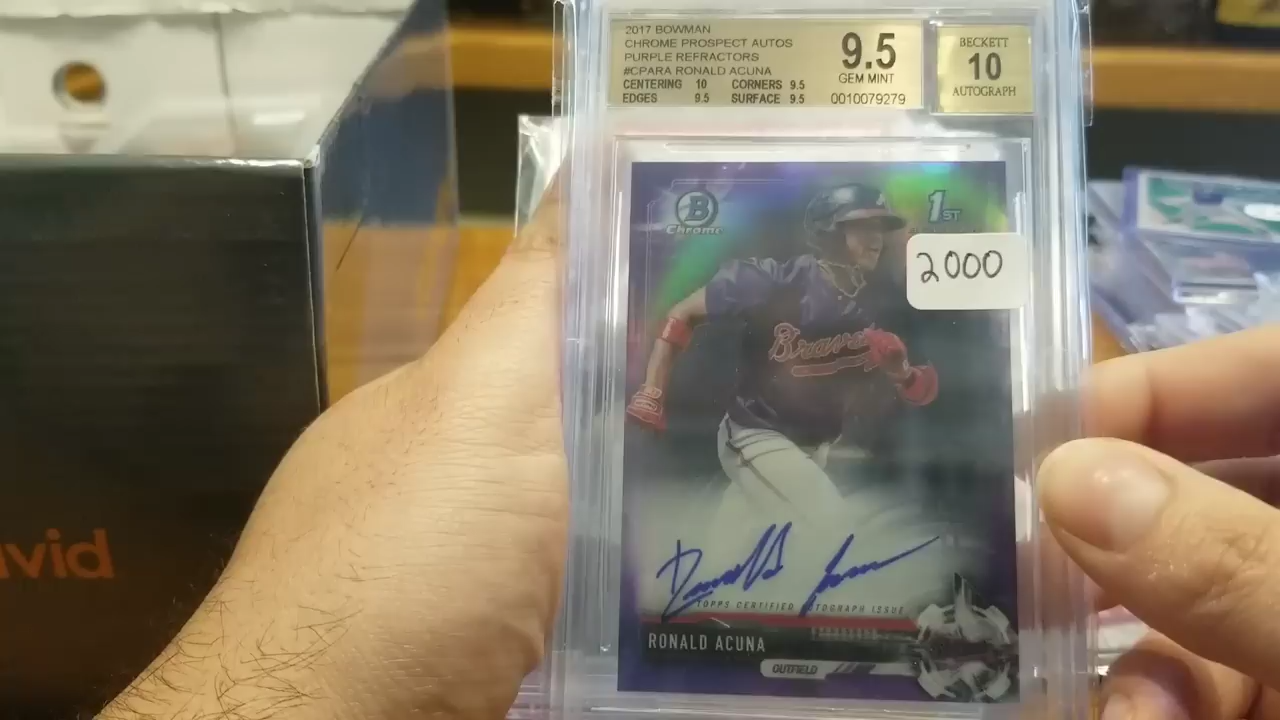 2017 BOWMAN
CHROME PROSPECT AUTOS
PURPLE REFRACTORS
#CPARA RONALD ACUNA
CENTERING 10 CORNERS 9.5
EDGES 9.5 SURFACE 9.5
9.5
GEM MINT
0010079279
BECKETT
10
AUTOGRAPH
B
Chrome
1ST
2000
Braves
TOPPS CERTIFIED AUTOGRAPH ISSUE
RONALD ACUNA
OUTFIELD
vid